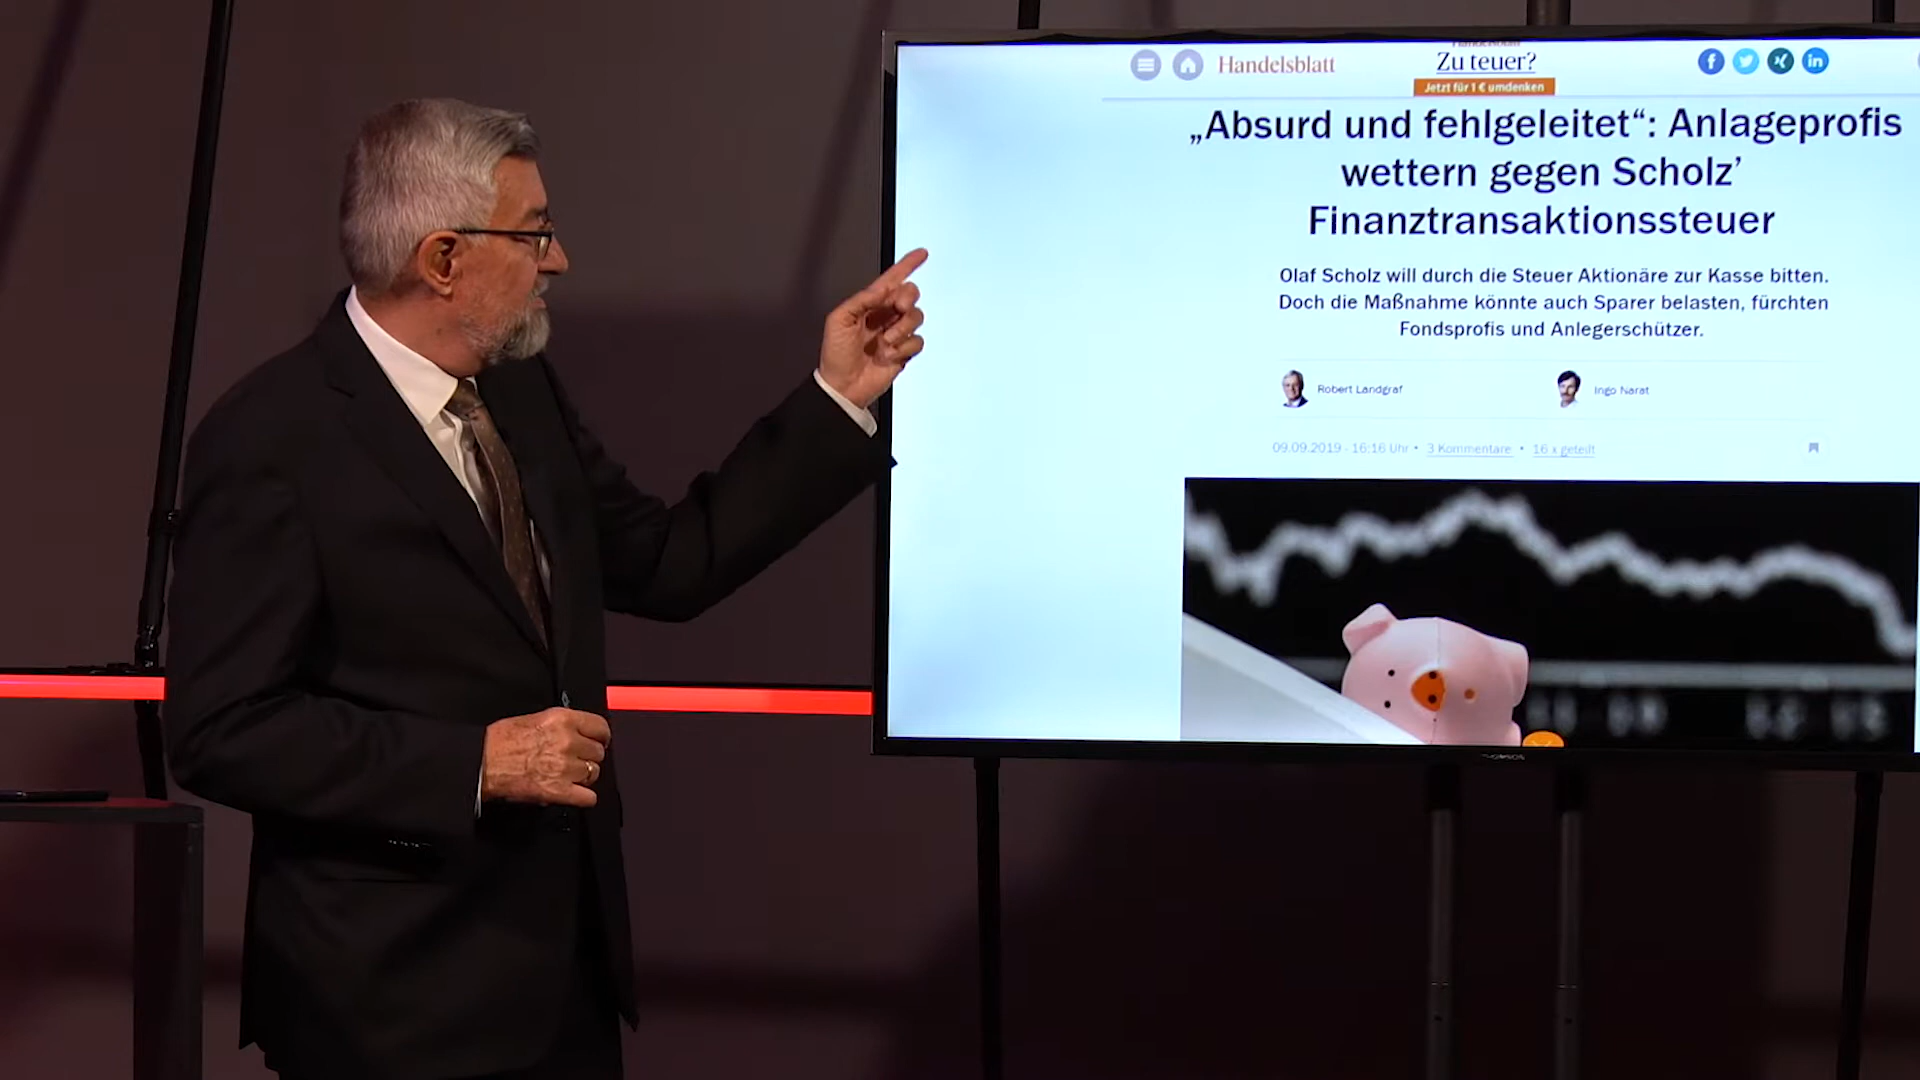 Handelsblatt
Zu teuer?
Jetzt für 1 € umdenken
„Absurd und fehlgeleitet“: Anlageprofis
wettern gegen Scholz’
Finanztransaktionssteuer
Olaf Scholz will durch die Steuer Aktionäre zur Kasse bitten.
Doch die Maßnahme könnte auch Sparer belasten, fürchten
Fondsprofis und Anlegerschützer.
Robert Landgraf
Ingo Narat
09.09.2019 - 16:16 Uhr • 3 Kommentare • 16 x geteilt